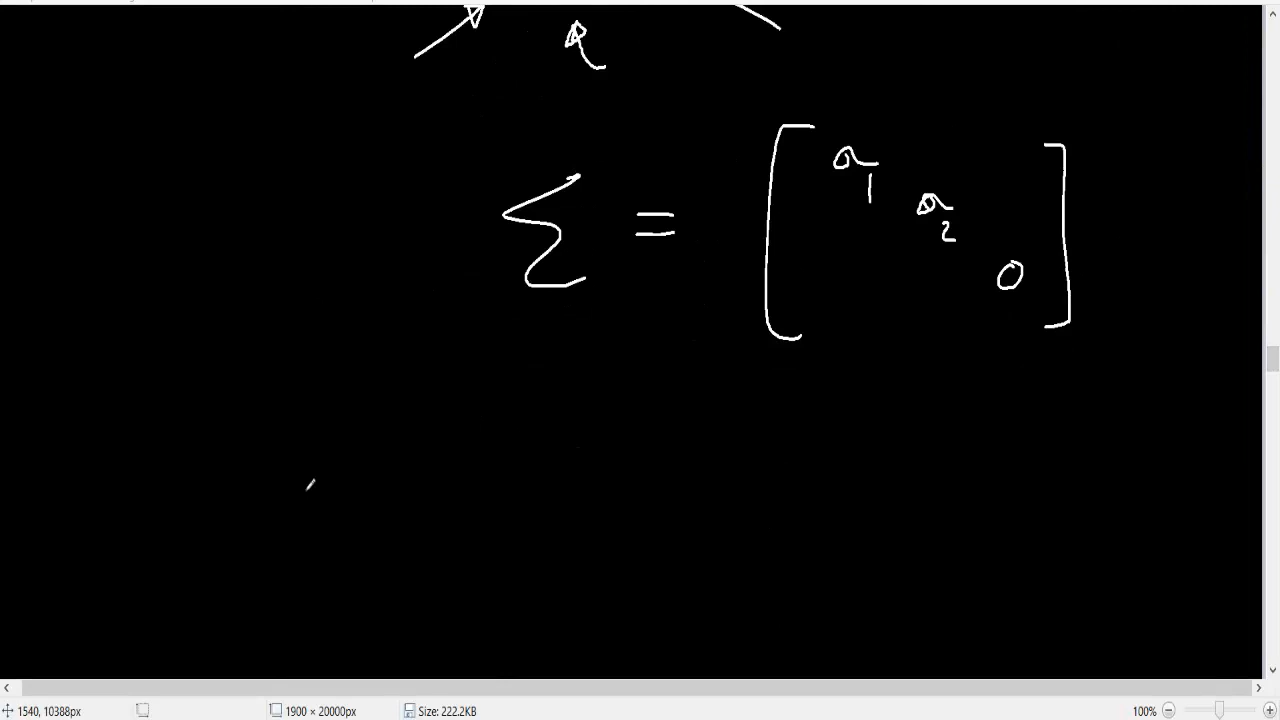 Σ = [ σ1 σ2 0 ]
1540, 10388px
1900 × 20000px
Size: 222.2KB
100%